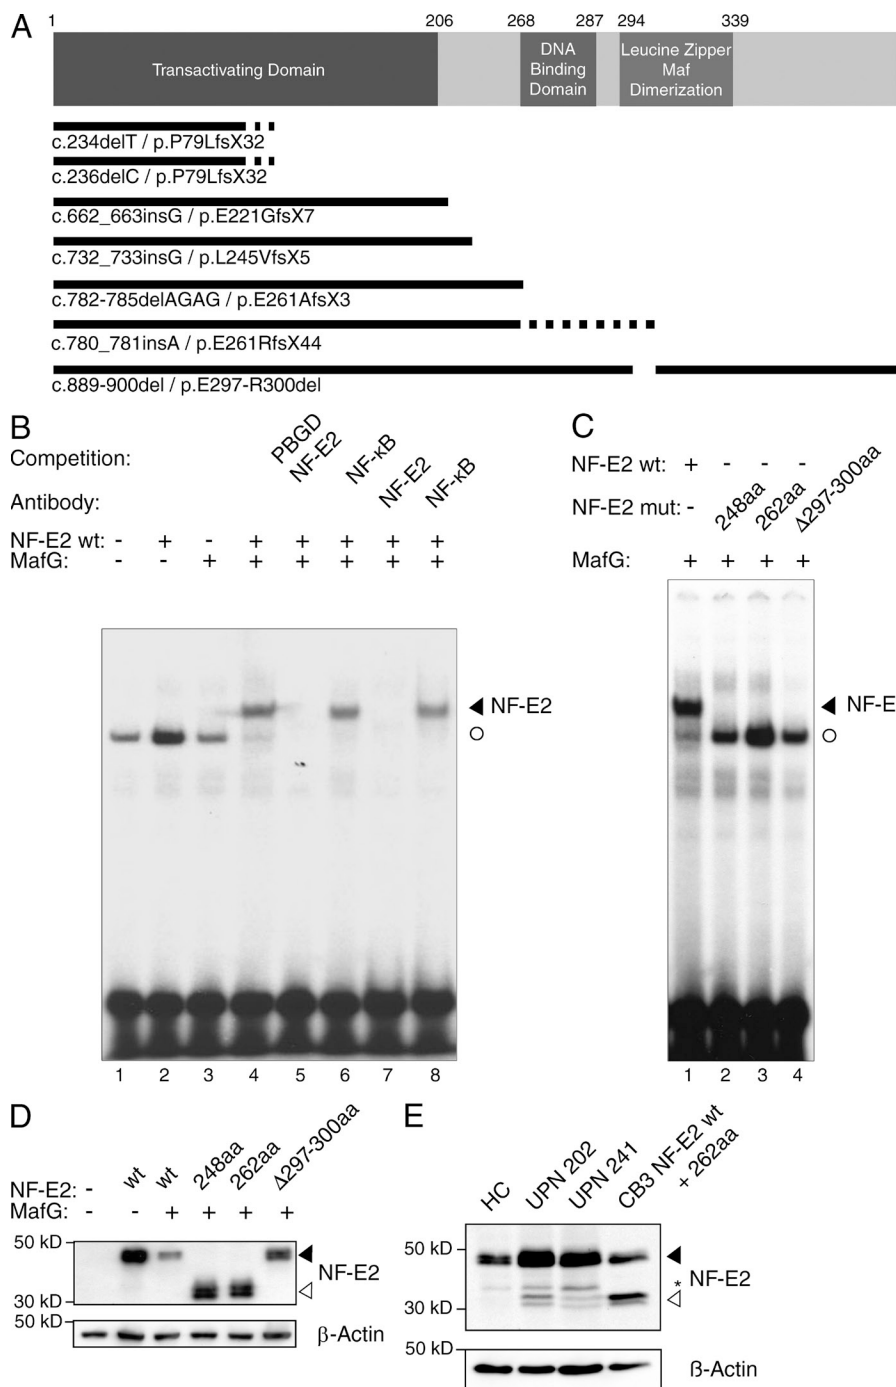 A
1 206 268 287 294 339
Transactivating Domain
DNA
Binding
Domain
Leucine Zipper
Maf
Dimerization
c.234delT / p.P79LfsX32
c.236delC / p.P79LfsX32
c.662_663insG / p.E221GfsX7
c.732_733insG / p.L245VfsX5
c.782-785delAGAG / p.E261AfsX3
c.780_781insA / p.E261RfsX44
c.889-900del / p.E297-R300del
B
Competition: PBGD NF-E2 NF-κB
Antibody: NF-E2 NF-κB
NF-E2 wt: - + - + + + + +
MafG: - - + + + + + +
NF-E2
1 2 3 4 5 6 7 8
C
NF-E2 wt: + - - -
NF-E2 mut: - 248aa 262aa Δ297-300aa
MafG: + + + +
NF-E
1 2 3 4
D
NF-E2: - wt wt 248aa 262aa Δ297-300aa
MafG: - - + + + +
50 kD
NF-E2
30 kD
50 kD
β-Actin
E
HC UPN 202 UPN 241 CB3 NF-E2 wt + 262aa
50 kD
*
NF-E2
30 kD
50 kD
ß-Actin